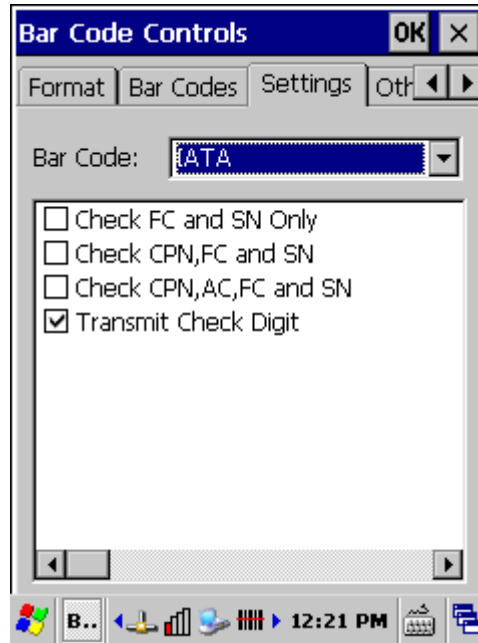 Bar Code Controls OK ×
Format Bar Codes Settings Oth
Bar Code: IATA
Check FC and SN Only
Check CPN,FC and SN
Check CPN,AC,FC and SN
Transmit Check Digit
B.. 12:21 PM